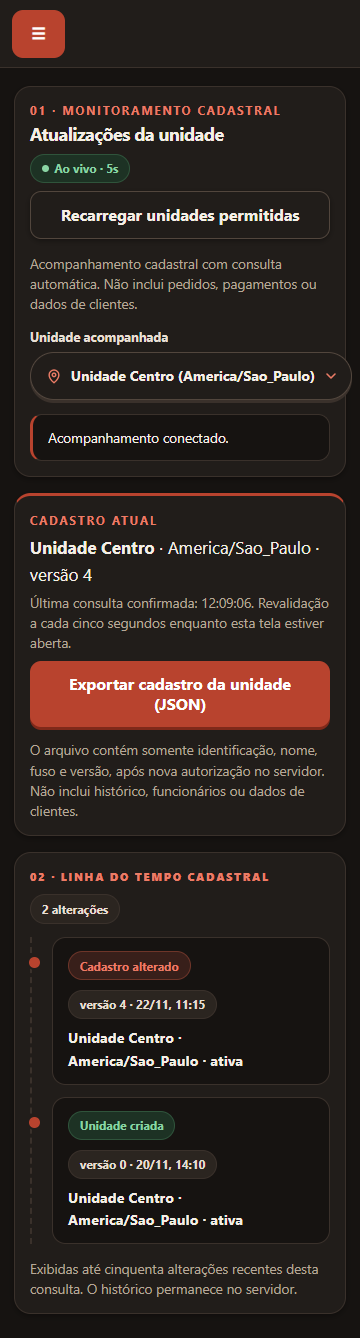 01 · MONITORAMENTO CADASTRAL
Atualizações da unidade
Ao vivo · 5s
Recarregar unidades permitidas
Acompanhamento cadastral com consulta
automática. Não inclui pedidos, pagamentos ou
dados de clientes.
Unidade acompanhada
Unidade Centro (America/Sao_Paulo)
Acompanhamento conectado.
CADASTRO ATUAL
Unidade Centro · America/Sao_Paulo ·
versão 4
Última consulta confirmada: 12:09:06. Revalidação
a cada cinco segundos enquanto esta tela estiver
aberta.
Exportar cadastro da unidade
(JSON)
O arquivo contém somente identificação, nome,
fuso e versão, após nova autorização no servidor.
Não inclui histórico, funcionários ou dados de
clientes.
02 · LINHA DO TEMPO CADASTRAL
2 alterações
Cadastro alterado
versão 4 · 22/11, 11:15
Unidade Centro ·
America/Sao_Paulo · ativa
Unidade criada
versão 0 · 20/11, 14:10
Unidade Centro ·
America/Sao_Paulo · ativa
Exibidas até cinquenta alterações recentes desta
consulta. O histórico permanece no servidor.